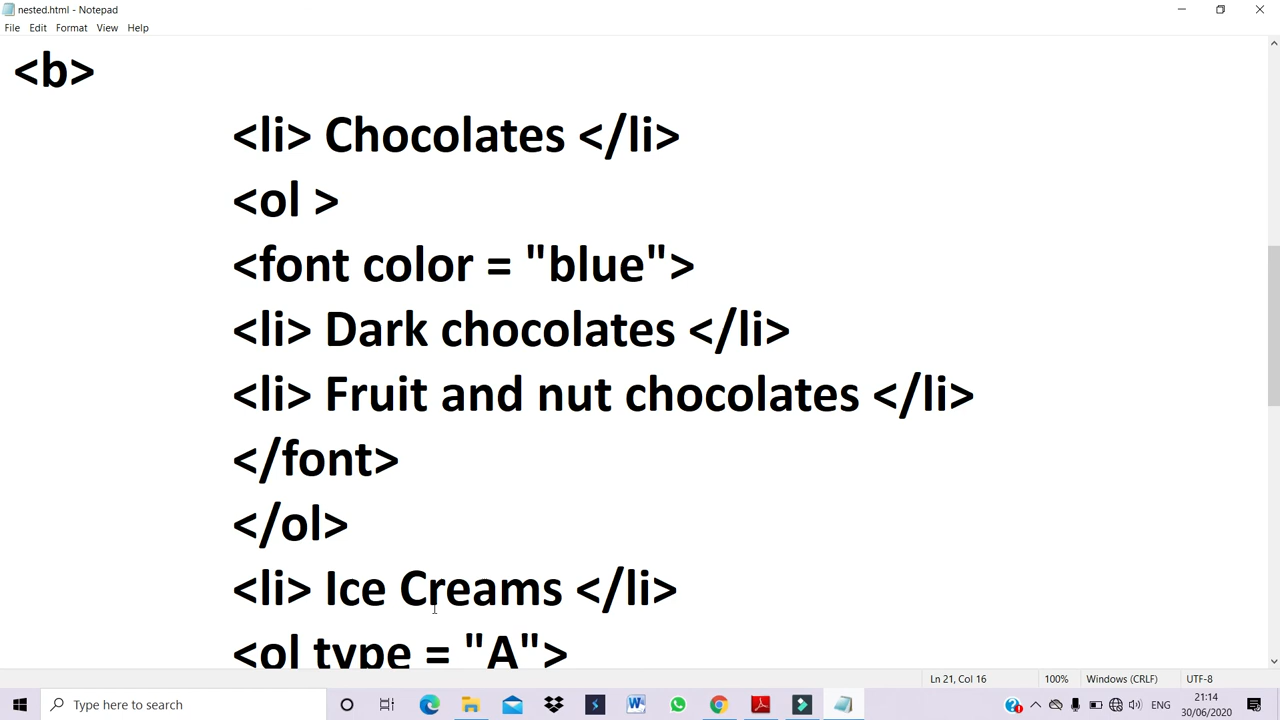 nested.html - Notepad
File Edit Format View Help
<b>
<li> Chocolates </li>
<ol >
<font color = "blue">
<li> Dark chocolates </li>
<li> Fruit and nut chocolates </li>
</font>
</ol>
<li> Ice Creams </li>
<ol type = "A">
Ln 21, Col 16 100% Windows (CRLF) UTF-8
Type here to search
ENG
21:14
30/06/2020